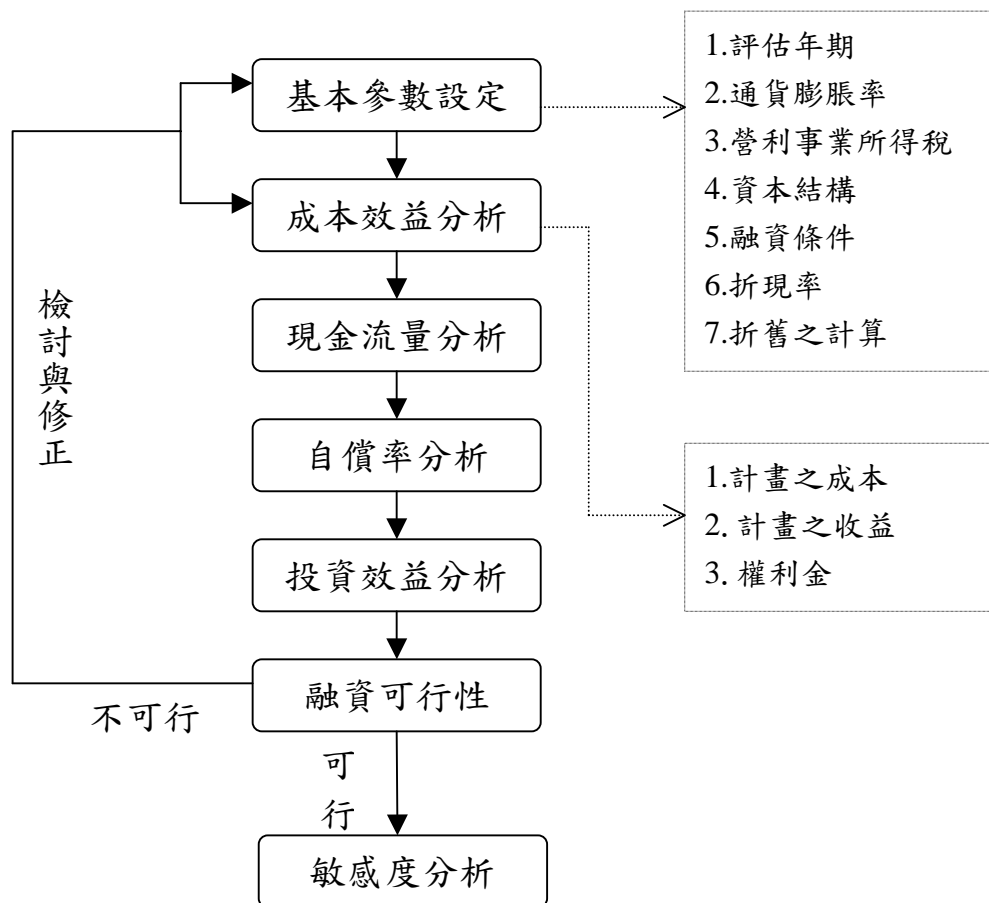 基本參數設定
成本效益分析
現金流量分析
自償率分析
投資效益分析
融資可行性
敏感度分析
檢討與修正
不可行
可行
1.評估年期
2.通貨膨脹率
3.營利事業所得稅
4.資本結構
5.融資條件
6.折現率
7.折舊之計算
1.計畫之成本
2. 計畫之收益
3. 權利金